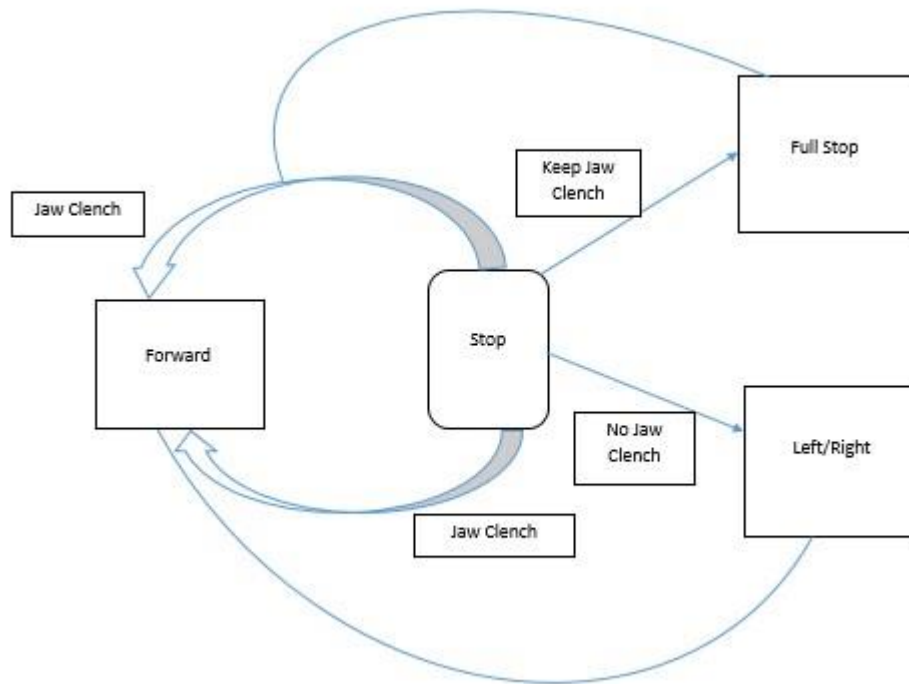 Full Stop
Keep Jaw
Clench
Jaw Clench
Forward
Stop
No Jaw
Clench
Left/Right
Jaw Clench